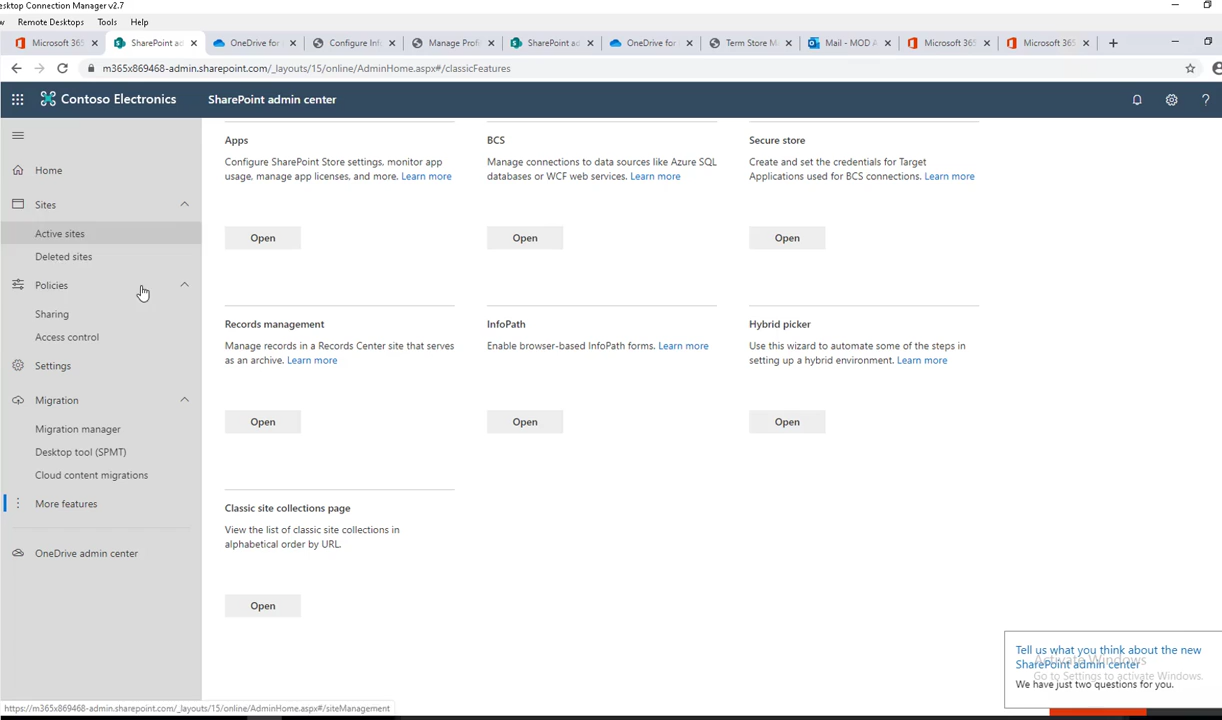 esktop Connection Manager v2.7
w Remote Desktops Tools Help
Microsoft 36
SharePoint a
OneDrive for
Configure In
Manage Prof
SharePoint a
OneDrive for
Term Store M
Mail - MOD A
Microsoft 36
Microsoft 36
m365x869468-admin.sharepoint.com/_layouts/15/online/AdminHome.aspx#/classicFeatures
Contoso Electronics
SharePoint admin center
Home
Sites
Active sites
Deleted sites
Policies
Sharing
Access control
Settings
Migration
Migration manager
Desktop tool (SPMT)
Cloud content migrations
More features
OneDrive admin center
Apps
Configure SharePoint Store settings, monitor app
usage, manage app licenses, and more. Learn more
Open
BCS
Manage connections to data sources like Azure SQL
databases or WCF web services. Learn more
Open
Secure store
Create and set the credentials for Target
Applications used for BCS connections. Learn more
Open
Records management
Manage records in a Records Center site that serves
as an archive. Learn more
Open
InfoPath
Enable browser-based InfoPath forms. Learn more
Open
Hybrid picker
Use this wizard to automate some of the steps in
setting up a hybrid environment. Learn more
Open
Classic site collections page
View the list of classic site collections in
alphabetical order by URL.
Open
Tell us what you think about the new
SharePoint admin center
We have just two questions for you.
Activate Windows
Go to Settings to activate Windows.
https://m365x869468-admin.sharepoint.com/_layouts/15/online/AdminHome.aspx#/siteManagement